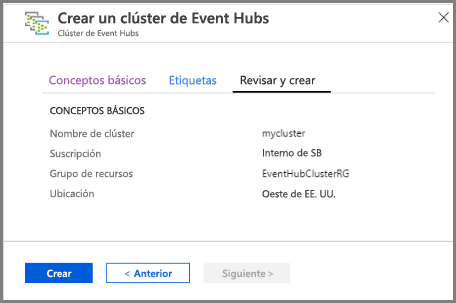 Crear un clúster de Event Hubs
Clúster de Event Hubs
Conceptos básicos Etiquetas Revisar y crear
CONCEPTOS BÁSICOS
Nombre de clúster mycluster
Suscripción Interno de SB
Grupo de recursos EventHubClusterRG
Ubicación Oeste de EE. UU.
Crear < Anterior Siguiente >